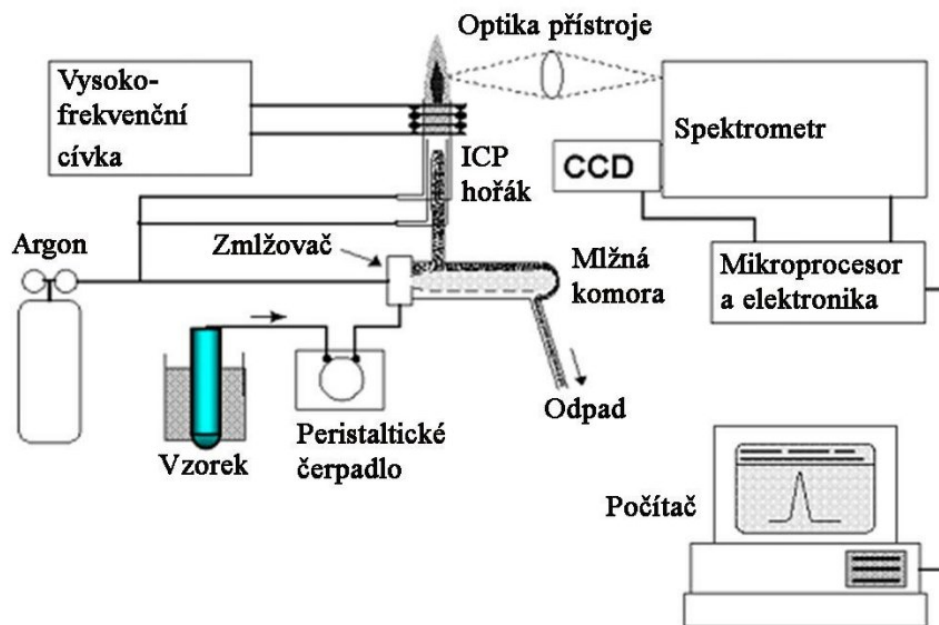 Optika přístroje
Vysoko-
frekvenční
cívka
Spektrometr
CCD
ICP
hořák
Argon
Zmlžovač
Mlžná
komora
Mikroprocesor
a elektronika
Odpad
Vzorek
Peristaltické
čerpadlo
Počítač